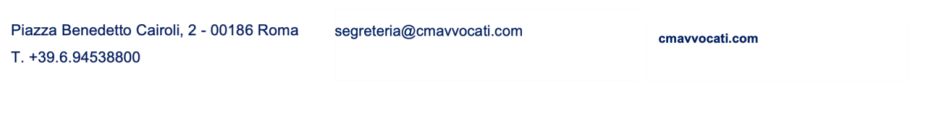 Piazza Benedetto Cairoli, 2 - 00186 Roma
T. +39.6.94538800
segreteria@cmavvocati.com
cmavvocati.com